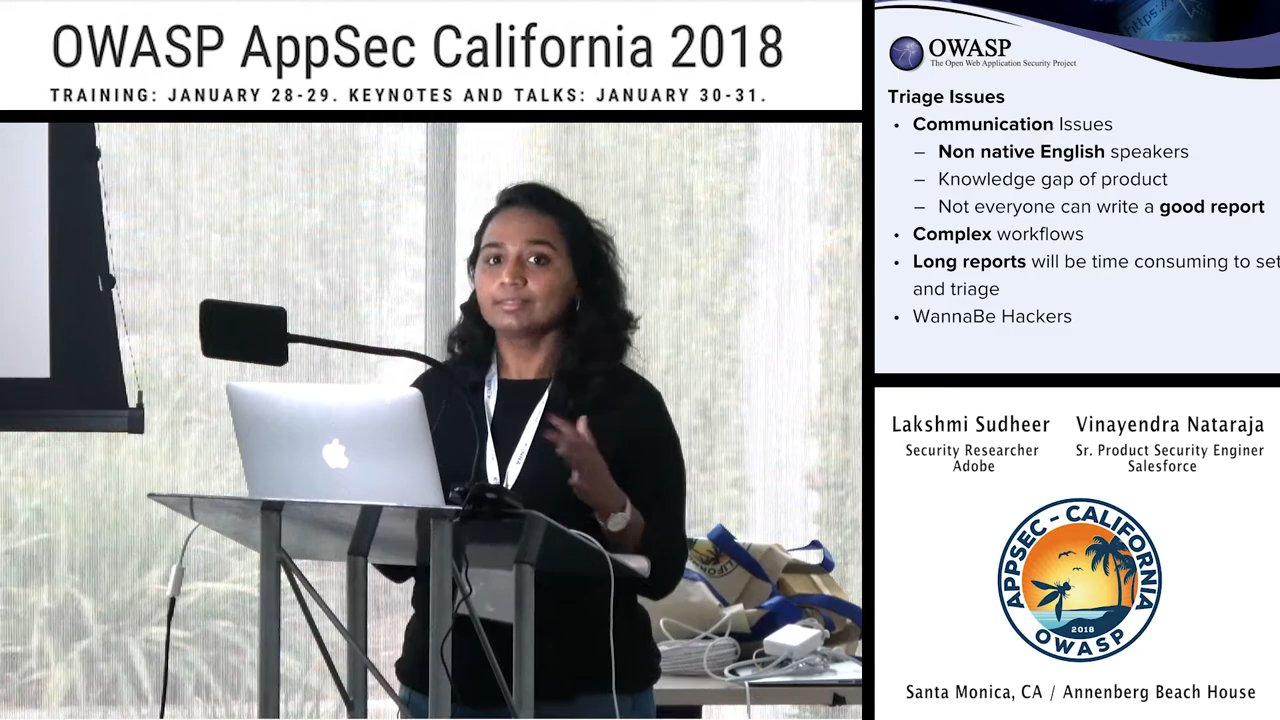 OWASP AppSec California 2018
TRAINING: JANUARY 28-29. KEYNOTES AND TALKS: JANUARY 30-31.
OWASP
The Open Web Application Security Project
Triage Issues
• Communication Issues
– Non native English speakers
– Knowledge gap of product
– Not everyone can write a good report
• Complex workflows
• Long reports will be time consuming to set
and triage
• WannaBe Hackers
Lakshmi Sudheer
Security Researcher
Adobe
Vinayendra Nataraja
Sr. Product Security Enginer
Salesforce
APPSEC - CALIFORNIA
2018
OWASP
Santa Monica, CA / Annenberg Beach House